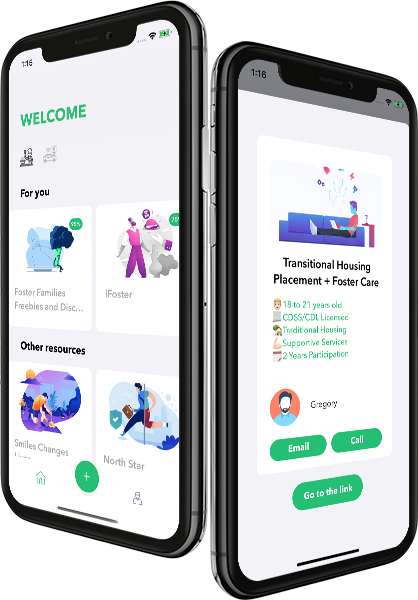 1:16
WELCOME
For you
95%
75%
Foster Families
Freebies and Disc...
iFoster
Other resources
Smiles Changes
North Star
+
1:16
Transitional Housing
Placement + Foster Care
18 to 21 years old
CDSS/CDL Licensed
Traditional Housing
Supportive Services
2 Years Participation
Gregory
Email
Call
Go to the link